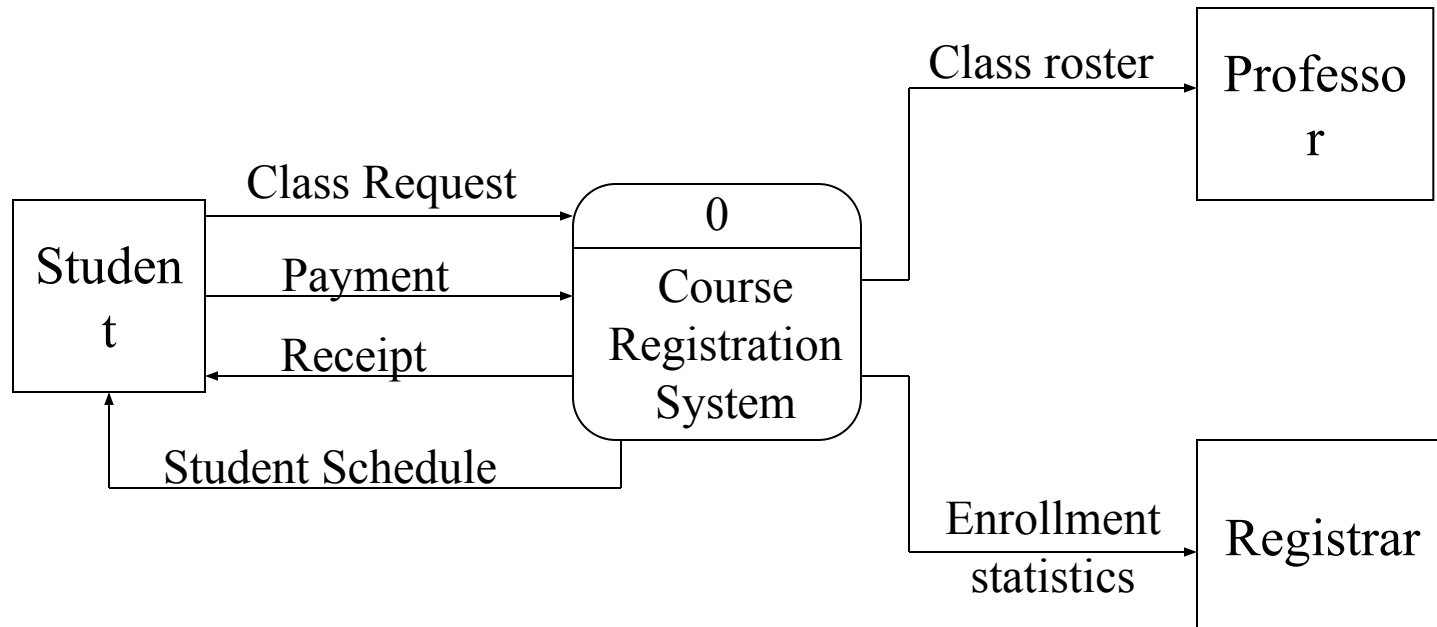 Class roster
Professo
r
Class Request
0
Studen
t
Payment
Course
Registration
System
Receipt
Student Schedule
Enrollment
statistics
Registrar